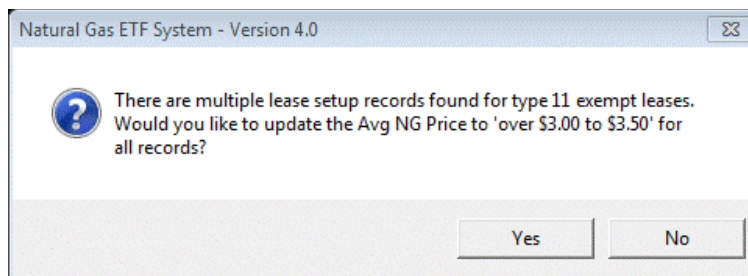 Natural Gas ETF System - Version 4.0
There are multiple lease setup records found for type 11 exempt leases.
Would you like to update the Avg NG Price to 'over $3.00 to $3.50' for
all records?
Yes
No